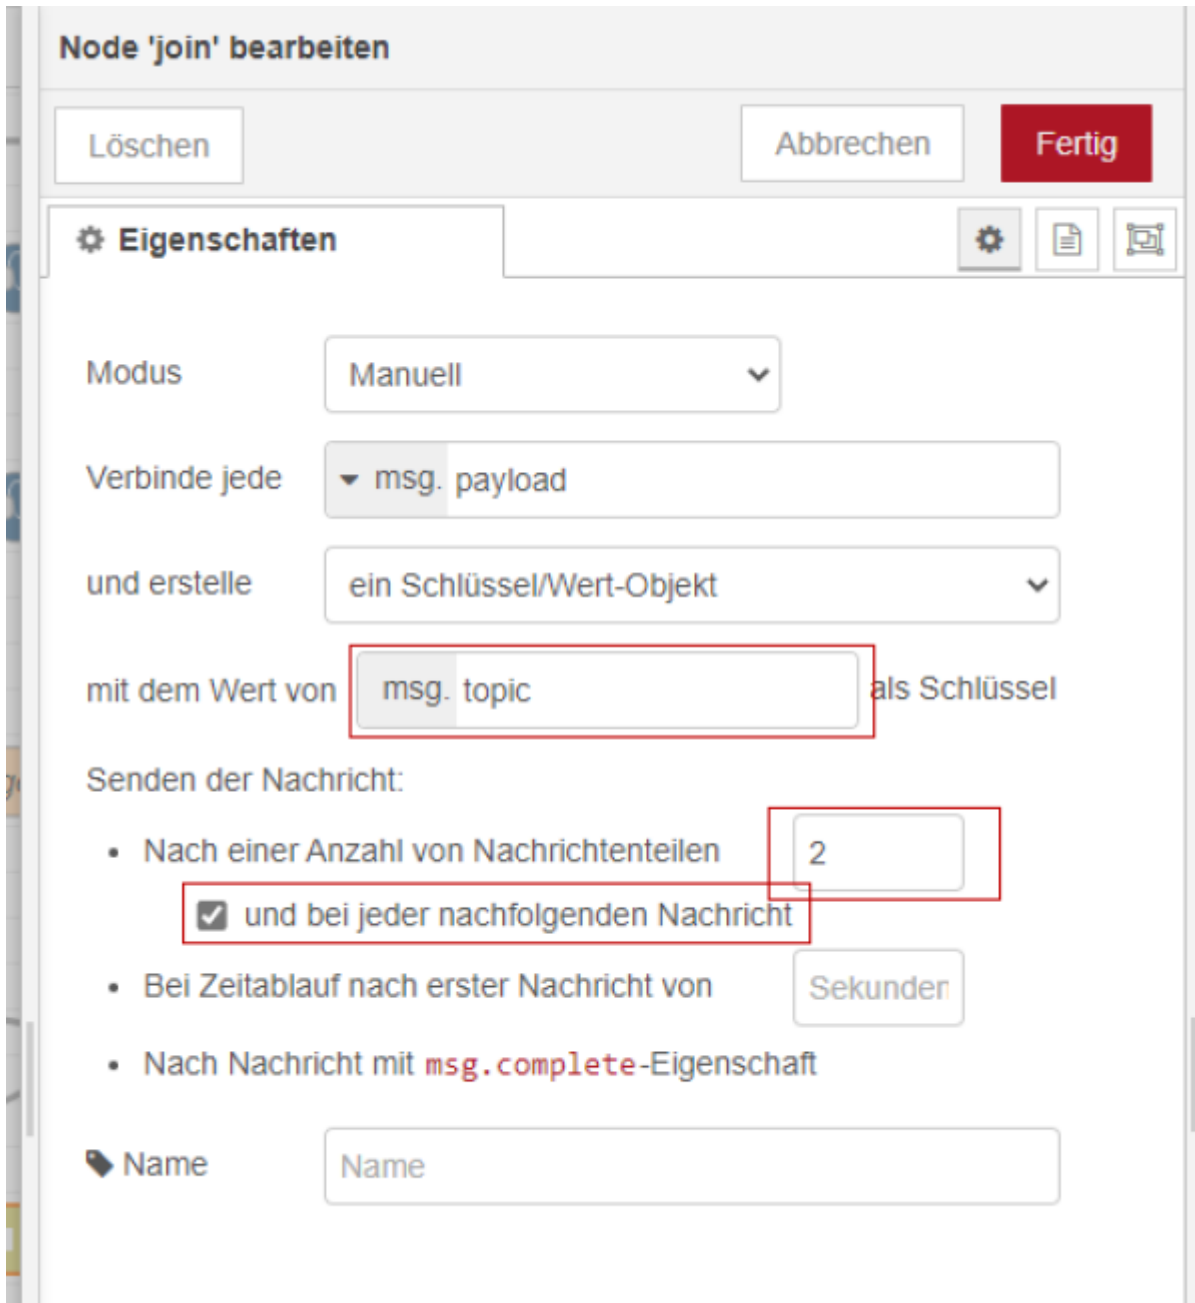 Node 'join' bearbeiten
Löschen Abbrechen Fertig
Eigenschaften
Modus Manuell
Verbinde jede msg. payload
und erstelle ein Schlüssel/Wert-Objekt
mit dem Wert von msg. topic als Schlüssel
Senden der Nachricht:
• Nach einer Anzahl von Nachrichtenteilen 2
und bei jeder nachfolgenden Nachricht
• Bei Zeitablauf nach erster Nachricht von Sekunden
• Nach Nachricht mit msg.complete-Eigenschaft
Name Name